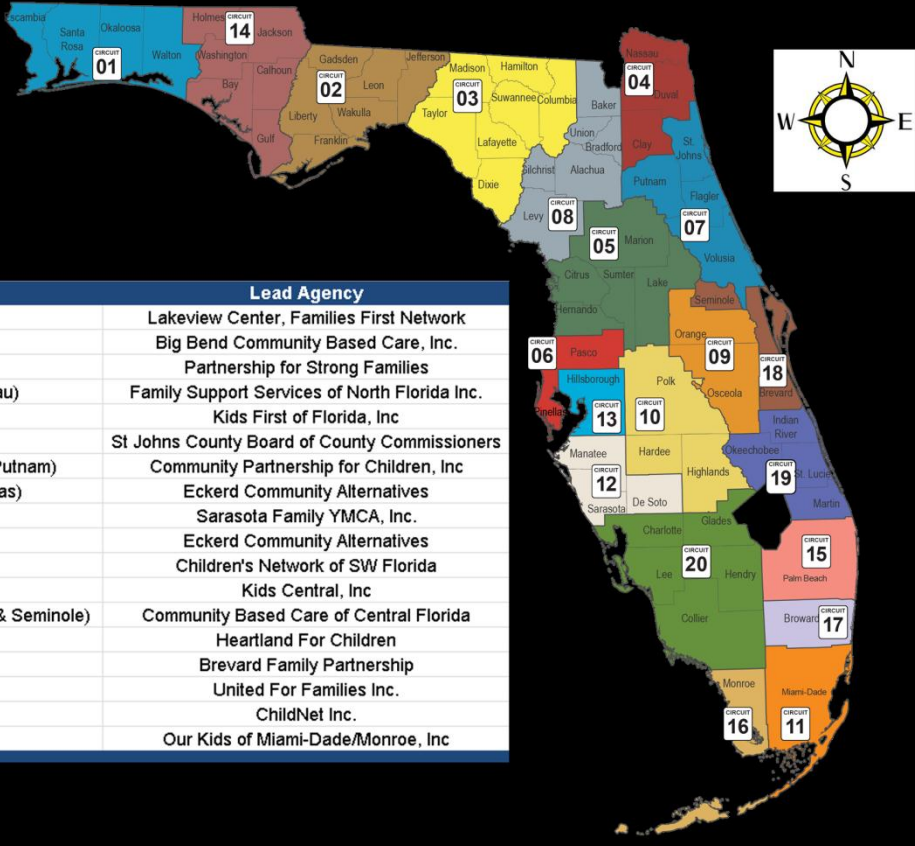 Escambia
Santa
Rosa
Okaloosa
Walton
CIRCUIT
01
Holmes
CIRCUIT
14
Jackson
Washington
Bay
Calhoun
Gulf
Gadsden
Jefferson
CIRCUIT
02
Leon
Liberty
Wakulla
Franklin
Madison
Hamilton
CIRCUIT
03
Suwannee
Columbia
Taylor
Lafayette
Dixie
Nassau
CIRCUIT
04
Duval
Clay
Baker
Union
Bradford
Gilchrist
Alachua
Levy
CIRCUIT
08
St.
Johns
Putnam
Flagler
CIRCUIT
07
Volusia
N
W
E
S
CIRCUIT
05
Marion
Citrus
Sumter
Lake
Hernando
Seminole
Orange
CIRCUIT
09
Osceola
CIRCUIT
18
Brevard
CIRCUIT
06
Pasco
Pinellas
Hillsborough
CIRCUIT
13
Polk
CIRCUIT
10
Hardee
Highlands
Manatee
CIRCUIT
12
Sarasota
De Soto
Indian
River
Okeechobee
CIRCUIT
19
St. Lucie
Martin
Charlotte
Glades
CIRCUIT
20
Lee
Hendry
Collier
CIRCUIT
15
Palm Beach
Broward
CIRCUIT
17
Monroe
CIRCUIT
16
Miami-Dade
CIRCUIT
11
Lead Agency
Lakeview Center, Families First Network
Big Bend Community Based Care, Inc.
Partnership for Strong Families
au) Family Support Services of North Florida Inc.
Kids First of Florida, Inc
St Johns County Board of County Commissioners
Putnam) Community Partnership for Children, Inc
as) Eckerd Community Alternatives
Sarasota Family YMCA, Inc.
Eckerd Community Alternatives
Children's Network of SW Florida
Kids Central, Inc
& Seminole) Community Based Care of Central Florida
Heartland For Children
Brevard Family Partnership
United For Families Inc.
ChildNet Inc.
Our Kids of Miami-Dade/Monroe, Inc